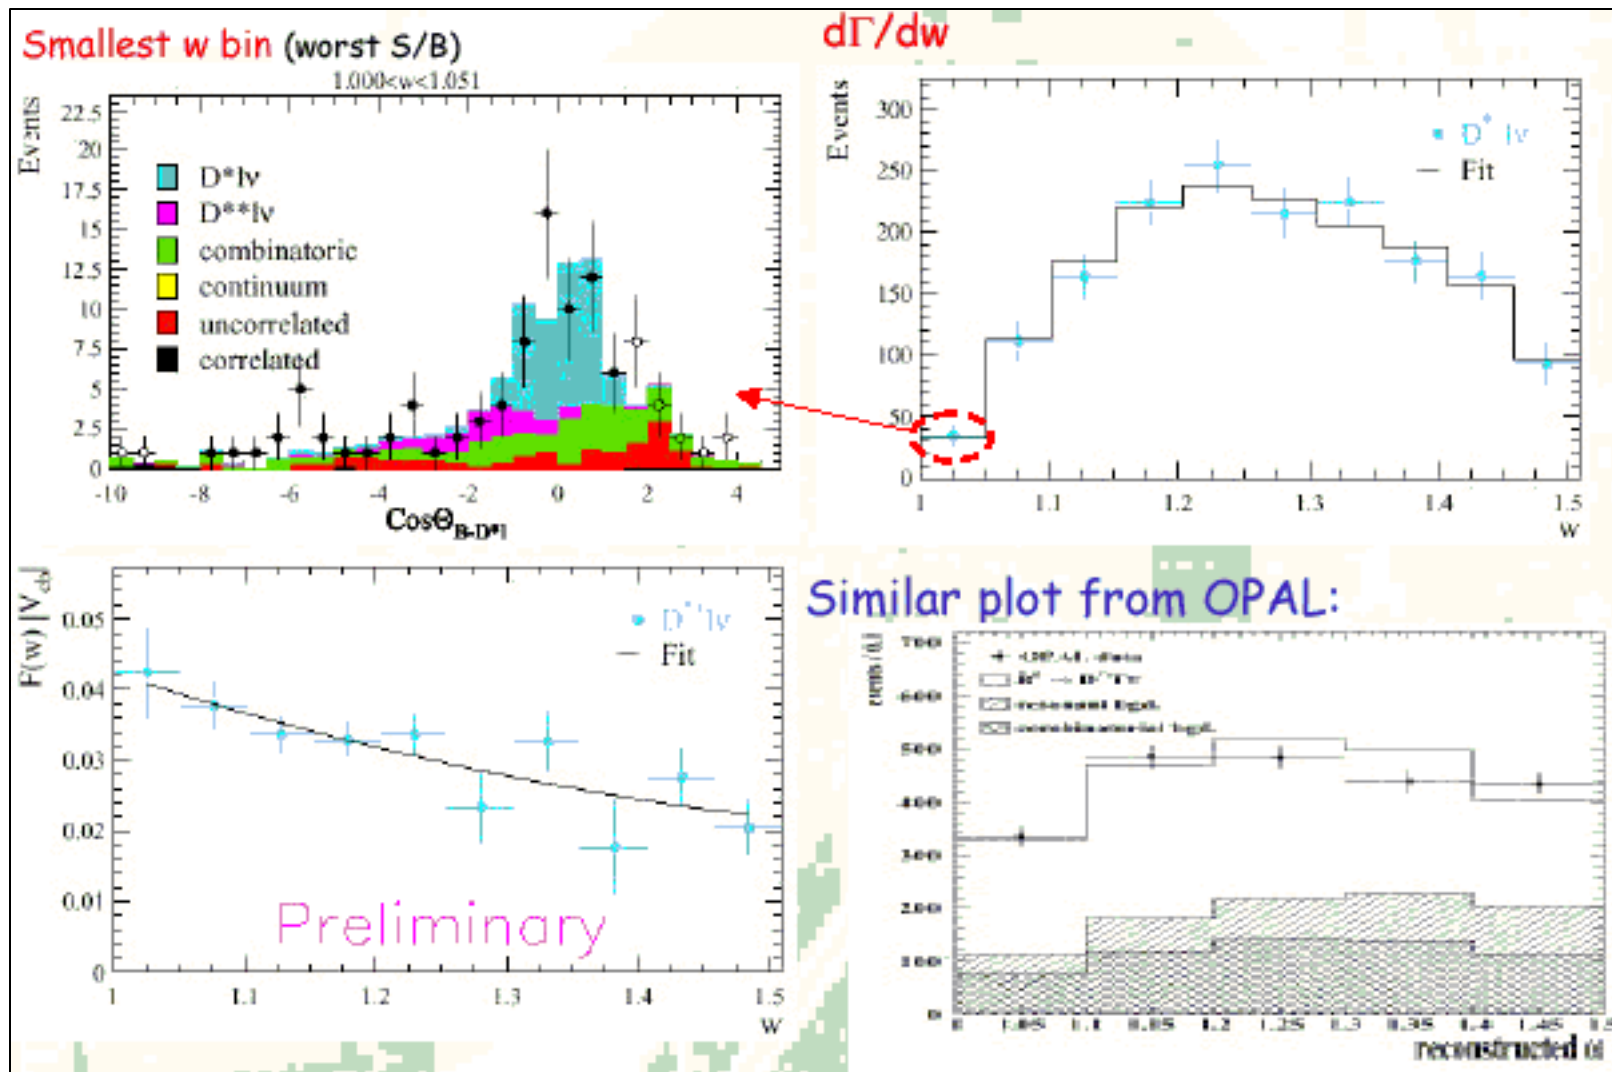 Smallest w bin (worst S/B)
1.000<w<1.051
Events
22.5
20
17.5
15
12.5
10
7.5
5
2.5
0
D*lν
D**lν
combinatoric
continuum
uncorrelated
correlated
-10 -8 -6 -4 -2 0 2 4
CosΘB-D*l
dΓ/dw
Events
300
250
200
150
100
50
0
D* lν
Fit
1 1.1 1.2 1.3 1.4 1.5
w
F(w) |Vcb|
0.05
0.04
0.03
0.02
0.01
0
Fit
Preliminary
1 1.1 1.2 1.3 1.4 1.5
w
Similar plot from OPAL:
700
600
500
400
300
200
100
0
OPAL data
combinatorial bgd.
reconstructed ω